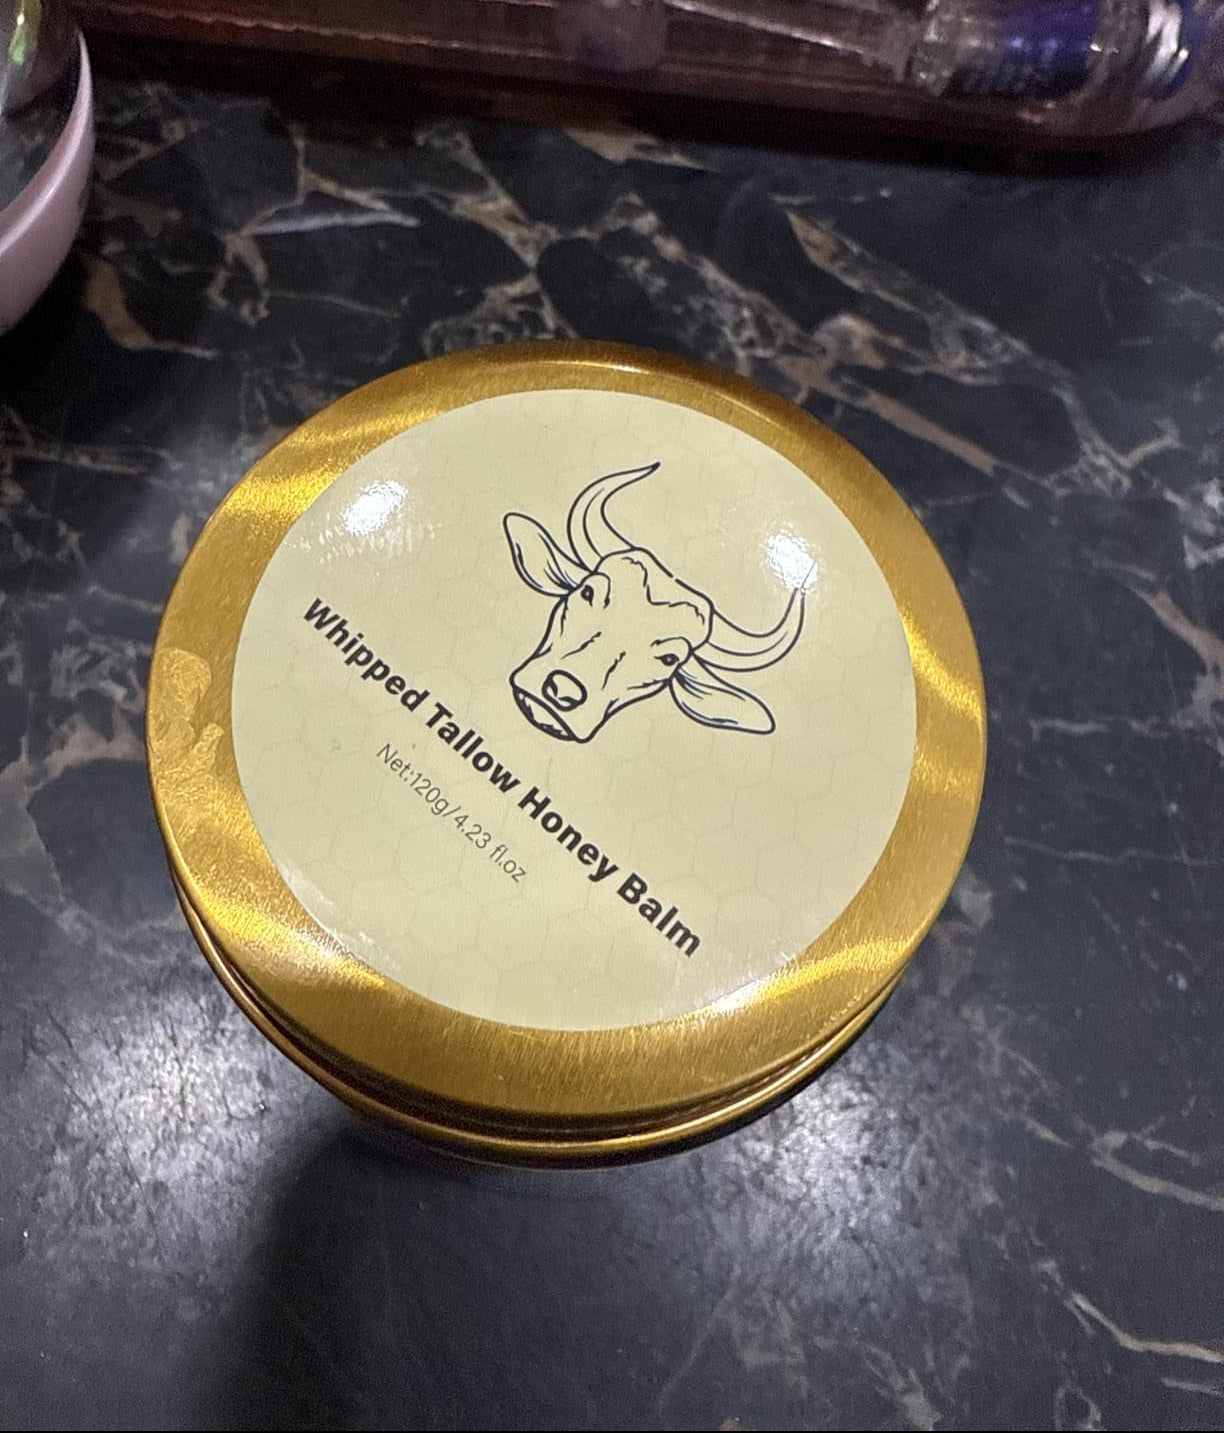 Whipped Tallow Honey Balm
Net:120g/4.23 fl.oz